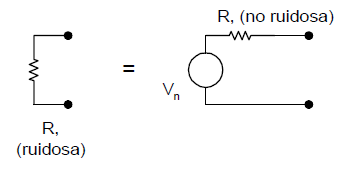 R, (no ruidosa)
=
Vn
R,
(ruidosa)